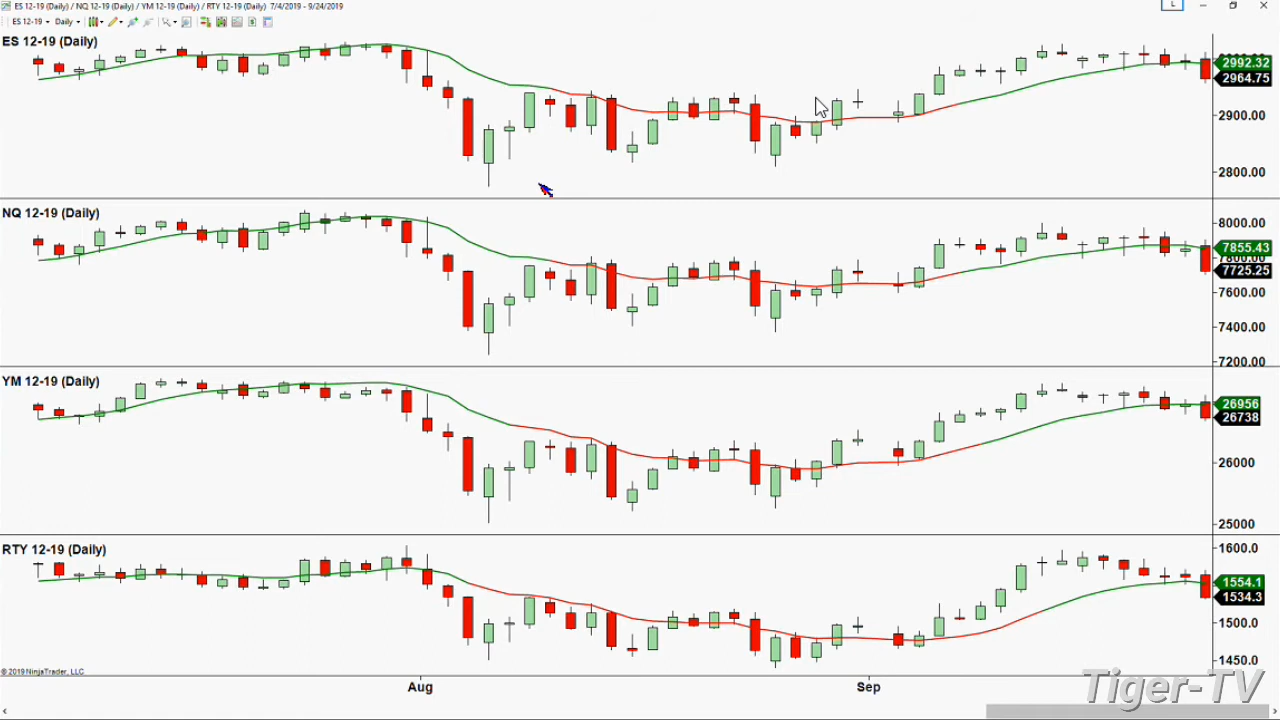 ES 12-19 (Daily) / NQ 12-19 (Daily) / YM 12-19 (Daily) / RTY 12-19 (Daily) 7/4/2019 - 9/24/2019
L
ES 12-19 Daily
ES 12-19 (Daily)
2992.32
2964.75
2900.00
2800.00
NQ 12-19 (Daily)
8000.00
7855.43
7725.25
7600.00
7400.00
7200.00
YM 12-19 (Daily)
26956
26738
26000
25000
RTY 12-19 (Daily)
1600.0
1554.1
1534.3
1500.0
1450.0
© 2019 NinjaTrader, LLC
Aug Sep
Tiger-TV